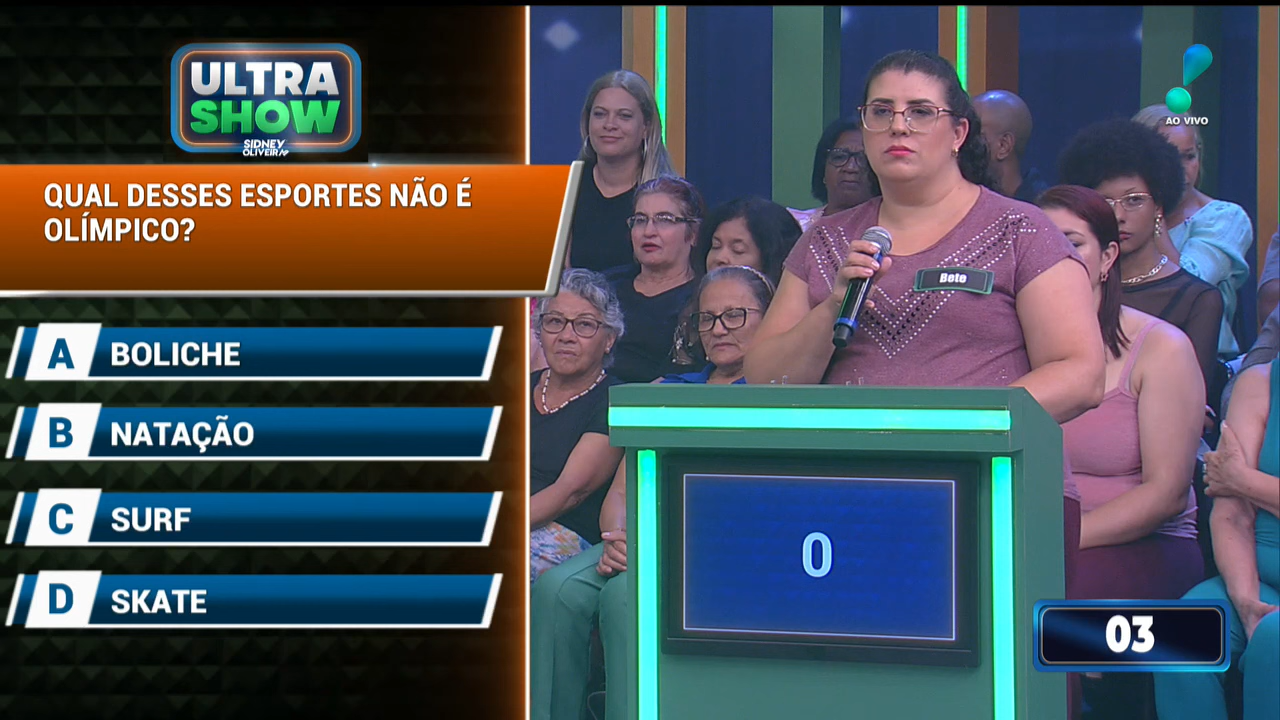 ULTRA
SHOW
SIDNEY
OLIVEIRA
QUAL DESSES ESPORTES NÃO É
OLÍMPICO?
A BOLICHE
B NATAÇÃO
C SURF
D SKATE
AO VIVO
Bete
0
03